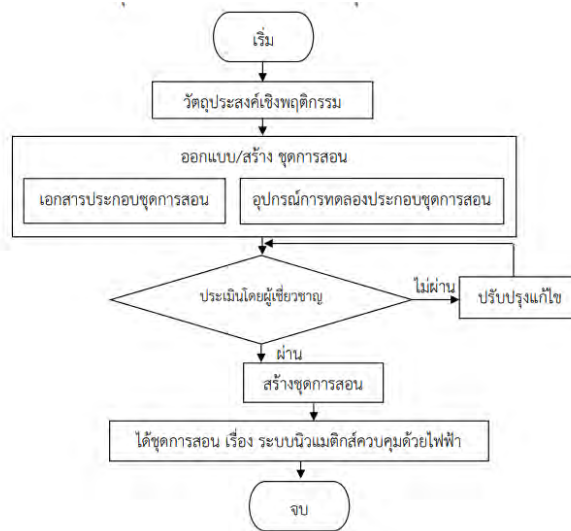 เริ่ม
วัตถุประสงค์เชิงพฤติกรรม
ออกแบบ/สร้าง ชุดการสอน
เอกสารประกอบชุดการสอน
อุปกรณ์การทดลองประกอบชุดการสอน
ประเมินโดยผู้เชี่ยวชาญ
ไม่ผ่าน
ปรับปรุงแก้ไข
ผ่าน
สร้างชุดการสอน
ได้ชุดการสอน เรื่อง ระบบนิวแมติกส์ควบคุมด้วยไฟฟ้า
จบ